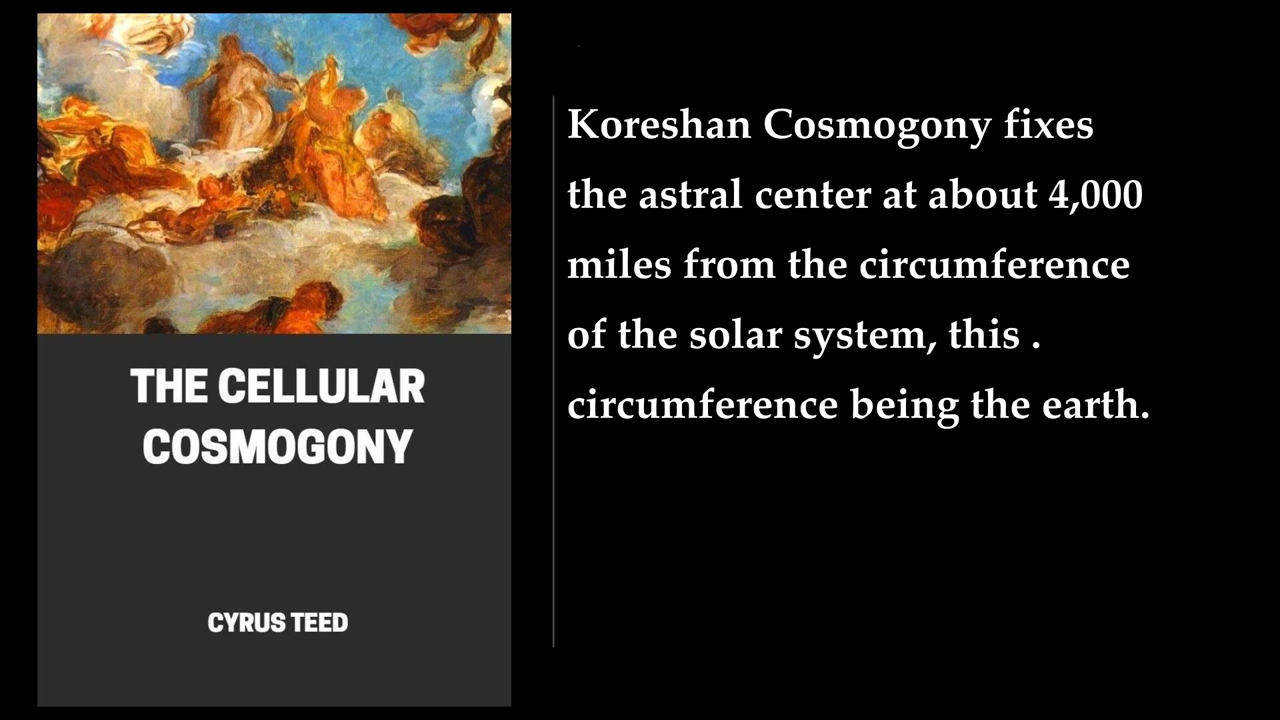 THE CELLULAR
COSMOGONY
CYRUS TEED
Koreshan Cosmogony fixes
the astral center at about 4,000
miles from the circumference
of the solar system, this .
circumference being the earth.